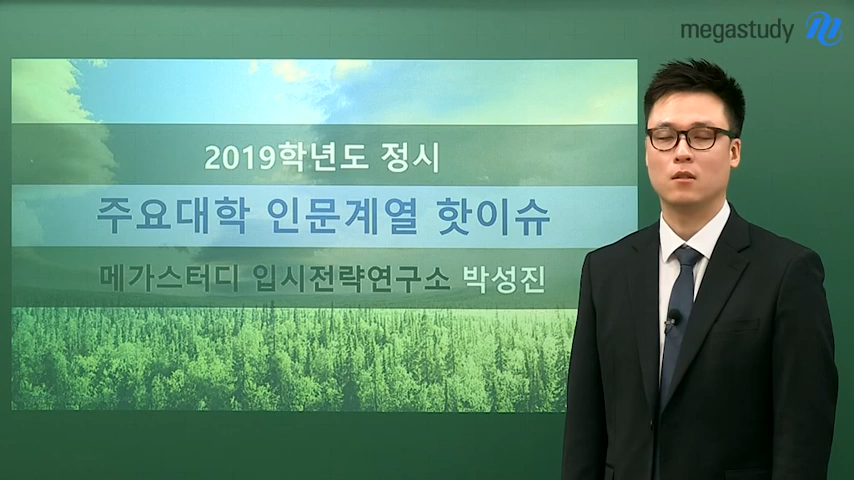 megastudy
2019학년도 정시
주요대학 인문계열 핫이슈
메가스터디 입시전략연구소 박성진